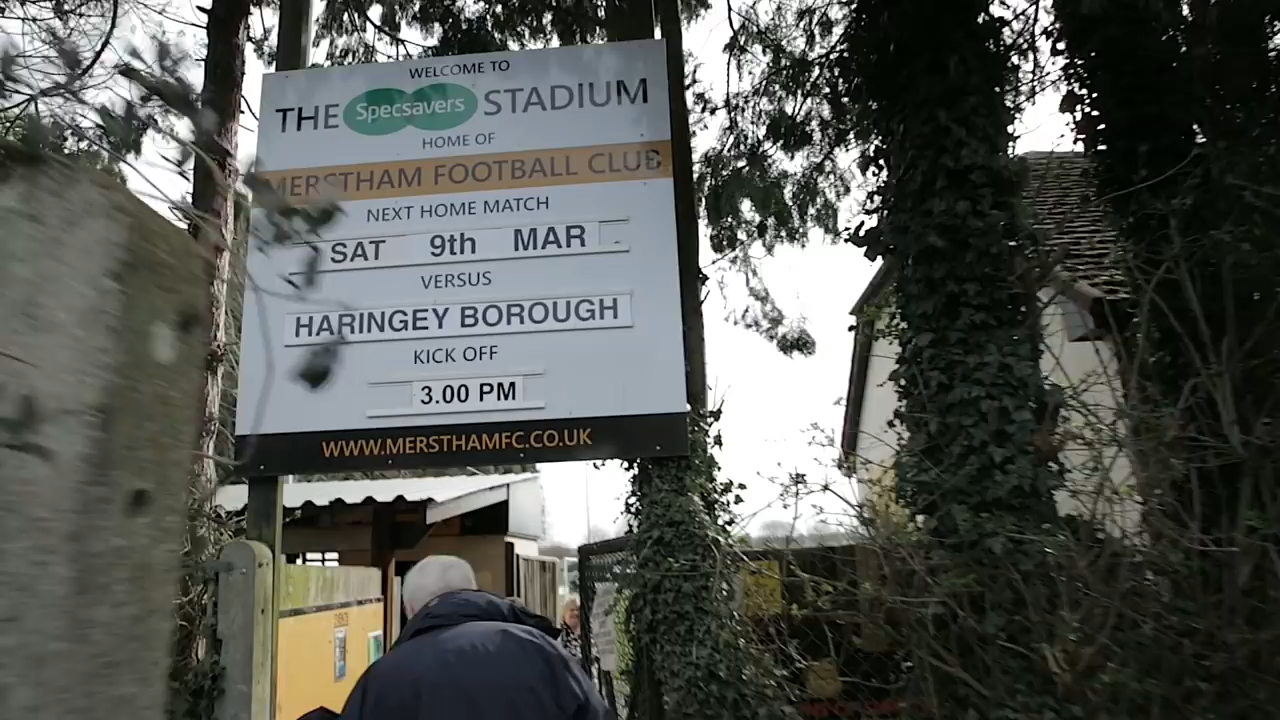 WELCOME TO
THE Specsavers STADIUM
HOME OF
MERSTHAM FOOTBALL CLUB
NEXT HOME MATCH
SAT 9th MAR
VERSUS
HARINGEY BOROUGH
KICK OFF
3.00 PM
WWW.MERSTHAMFC.CO.UK